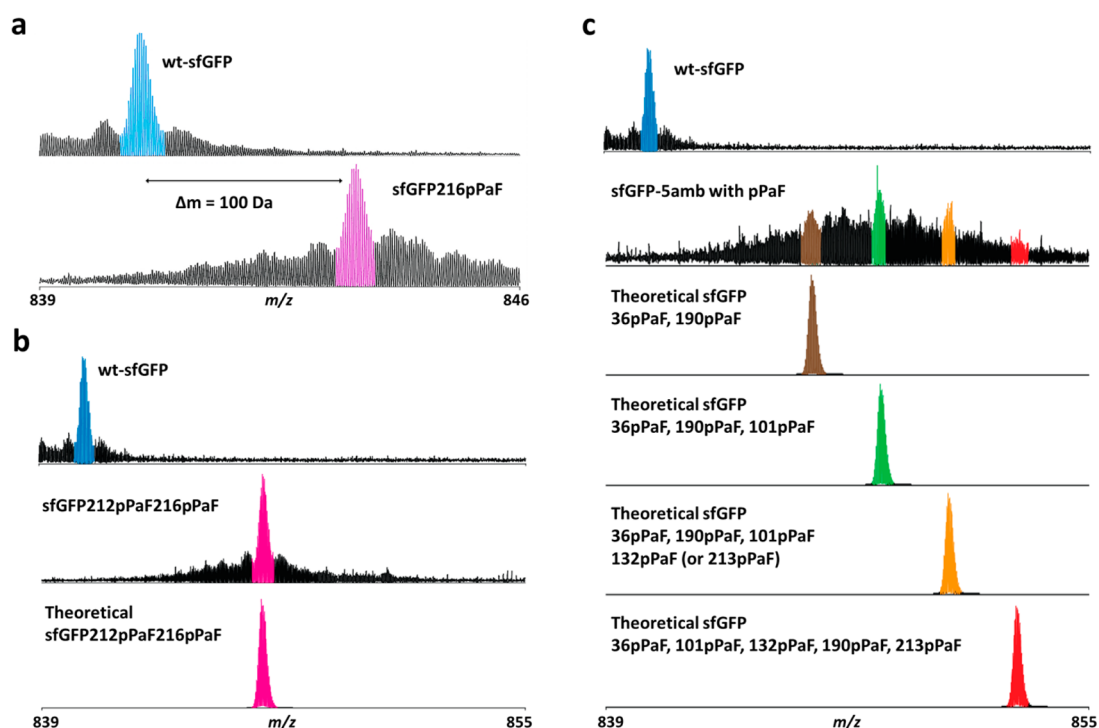 a
wt-sfGFP
sfGFP216pPaF
Δm = 100 Da
839
m/z
846
b
wt-sfGFP
sfGFP212pPaF216pPaF
Theoretical
sfGFP212pPaF216pPaF
839
m/z
855
c
wt-sfGFP
sfGFP-5amb with pPaF
Theoretical sfGFP
36pPaF, 190pPaF
Theoretical sfGFP
36pPaF, 190pPaF, 101pPaF
Theoretical sfGFP
36pPaF, 190pPaF, 101pPaF
132pPaF (or 213pPaF)
Theoretical sfGFP
36pPaF, 101pPaF, 132pPaF, 190pPaF, 213pPaF
839
m/z
855